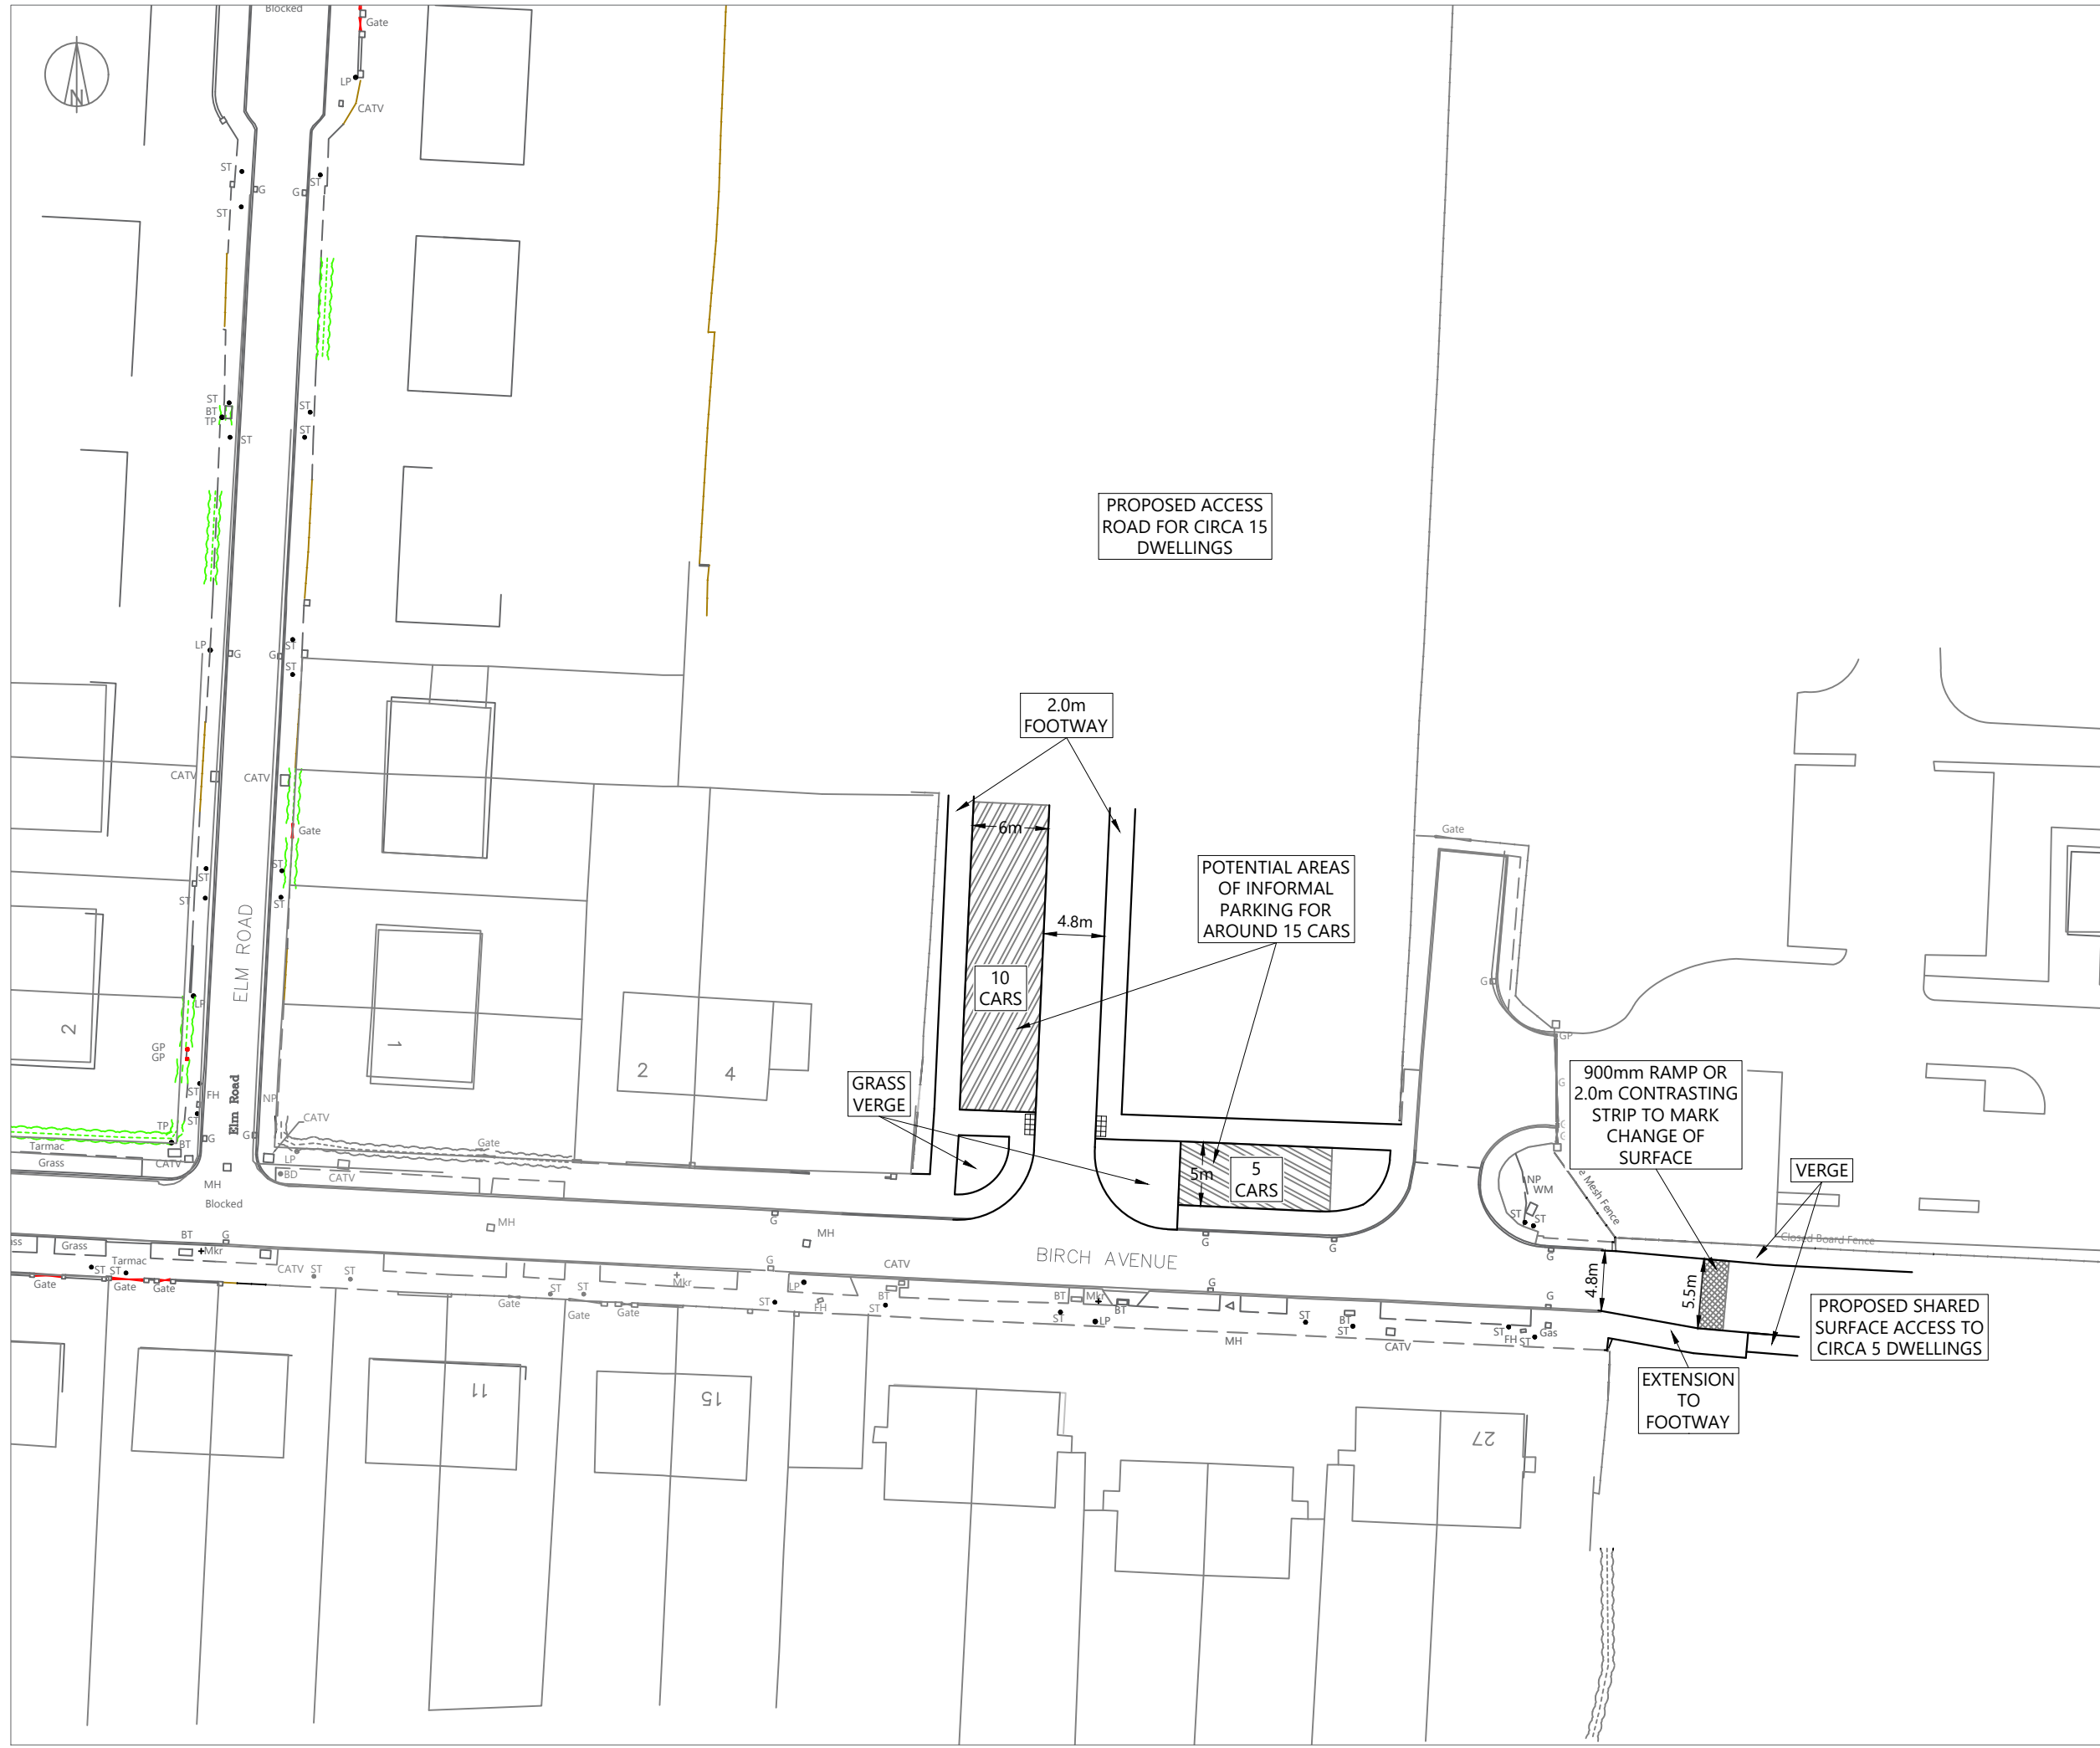 Blocked
Gate
N
LP
CATV
ST
G
G
ST
ST
ST
BT
TP
ST
ST
ST
PROPOSED ACCESS
ROAD FOR CIRCA 15
DWELLINGS
LP
G
G
ST
ST
2.0m
FOOTWAY
CATV
CATV
Gate
6m
Gate
POTENTIAL AREAS
OF INFORMAL
PARKING FOR
AROUND 15 CARS
ST
ST
ST
ST
4.8m
ELM ROAD
10
CARS
G
LP
2
1
GP
GP
GP
2
4
GRASS
VERGE
900mm RAMP OR
2.0m CONTRASTING
STRIP TO MARK
CHANGE OF
SURFACE
G
ST
FH
NP
Elm Road
CATV
ST
TP
G
G
BT
Tarmac
Grass
CATV
LP
Gate
BD
CATV
MH
Blocked
5m
5
CARS
VERGE
NP
WM
ST
ST
Mesh Fence
MH
G
MH
BIRCH AVENUE
G
G
G
Closed Board Fence
4.8m
5.5m
ss
Grass
BT
Mkr
G
Tarmac
ST
ST
Gate
Gate
Gate
CATV
ST
ST
Gate
ST
ST
Gate
Gate
Mkr
G
LP
FH
ST
CATV
BT
ST
BT
ST
Mkr
LP
BT
G
MH
ST
BT
ST
CATV
G
ST
FH
ST
Gas
PROPOSED SHARED
SURFACE ACCESS TO
CIRCA 5 DWELLINGS
EXTENSION
TO
FOOTWAY
11
15
27